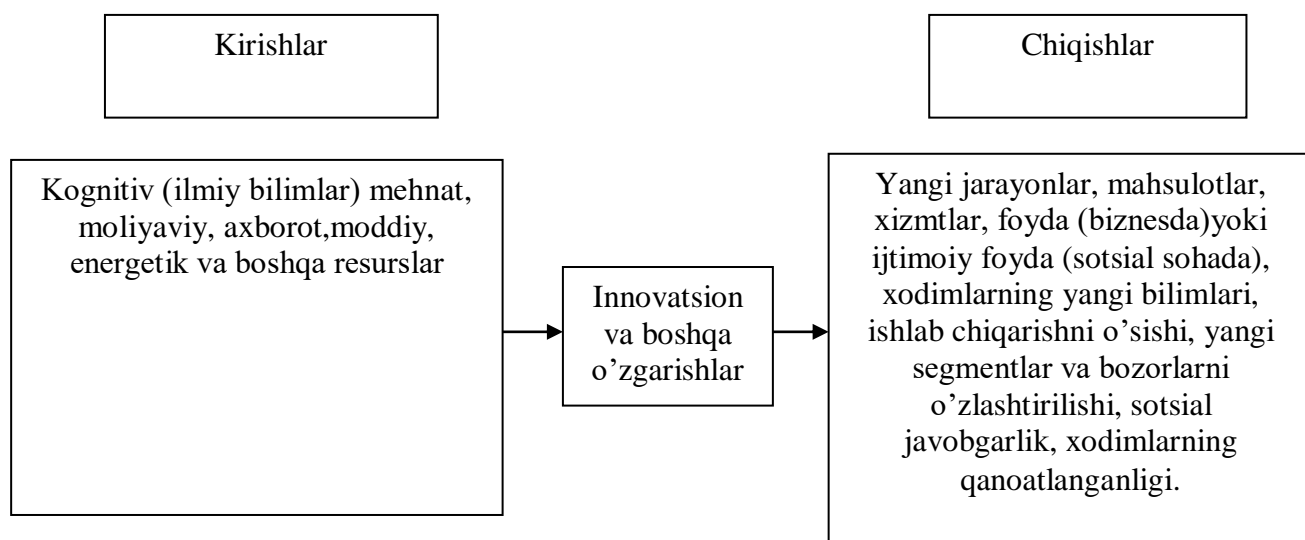 Kirishlar
Chiqishlar
Kognitiv (ilmiy bilimlar) mehnat,
moliyaviy, axborot,moddiy,
energetik va boshqa resurslar
Innovatsion
va boshqa
o’zgarishlar
Yangi jarayonlar, mahsulotlar,
xizmtlar, foyda (biznesda)yoki
ijtimoiy foyda (sotsial sohada),
xodimlarning yangi bilimlari,
ishlab chiqarishni o’sishi, yangi
segmentlar va bozorlarni
o’zlashtirilishi, sotsial
javobgarlik, xodimlarning
qanoatlanganligi.